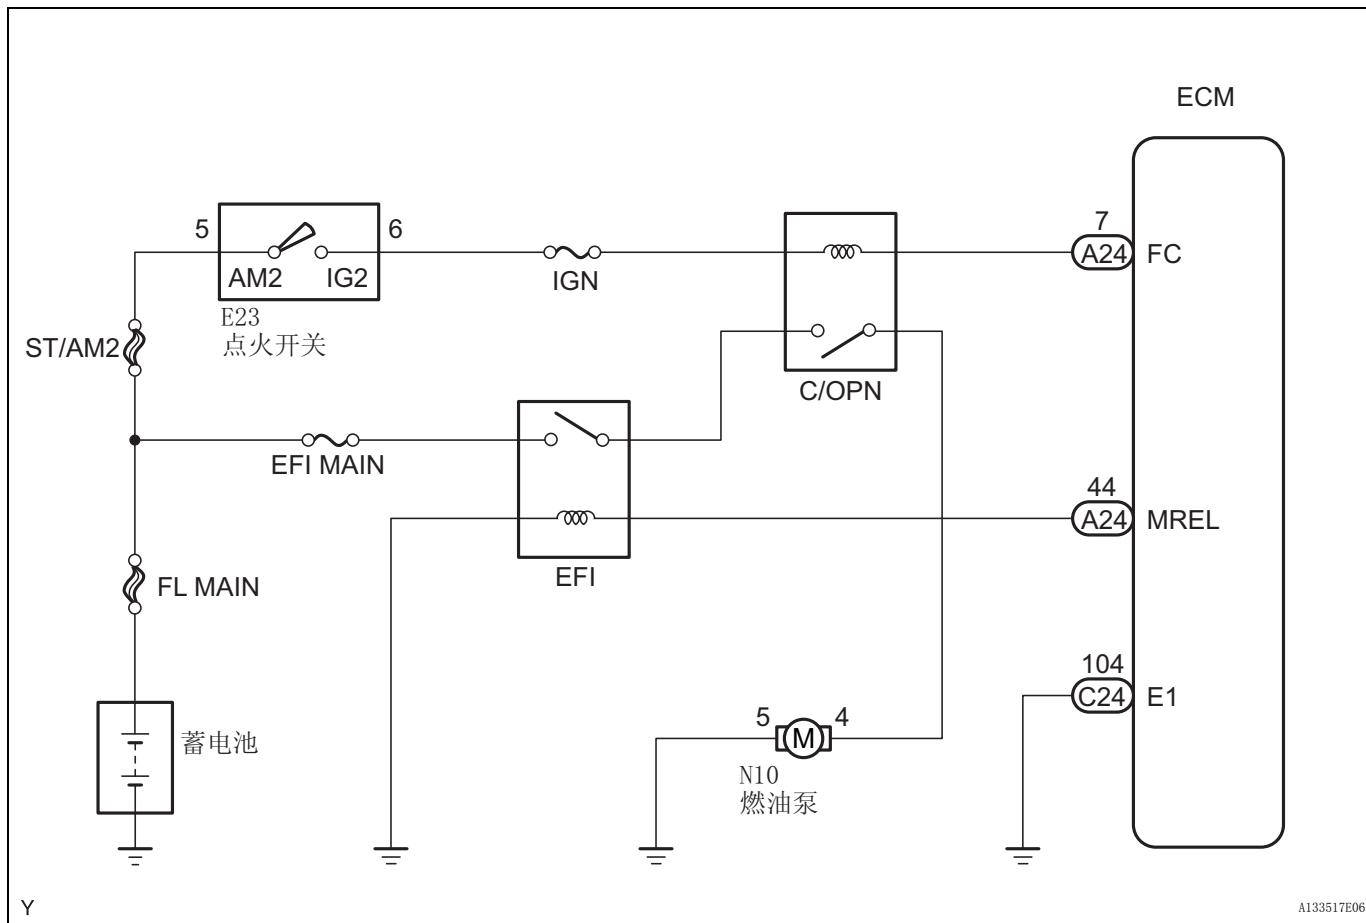 ECM
7
A24
FC
5
6
AM2
IG2
IGN
E23
点火开关
ST/AM2
C/OPN
EFI MAIN
44
A24
MREL
EFI
FL MAIN
104
C24
E1
蓄电池
5
M
4
N10
燃油泵
Y
A133517E06